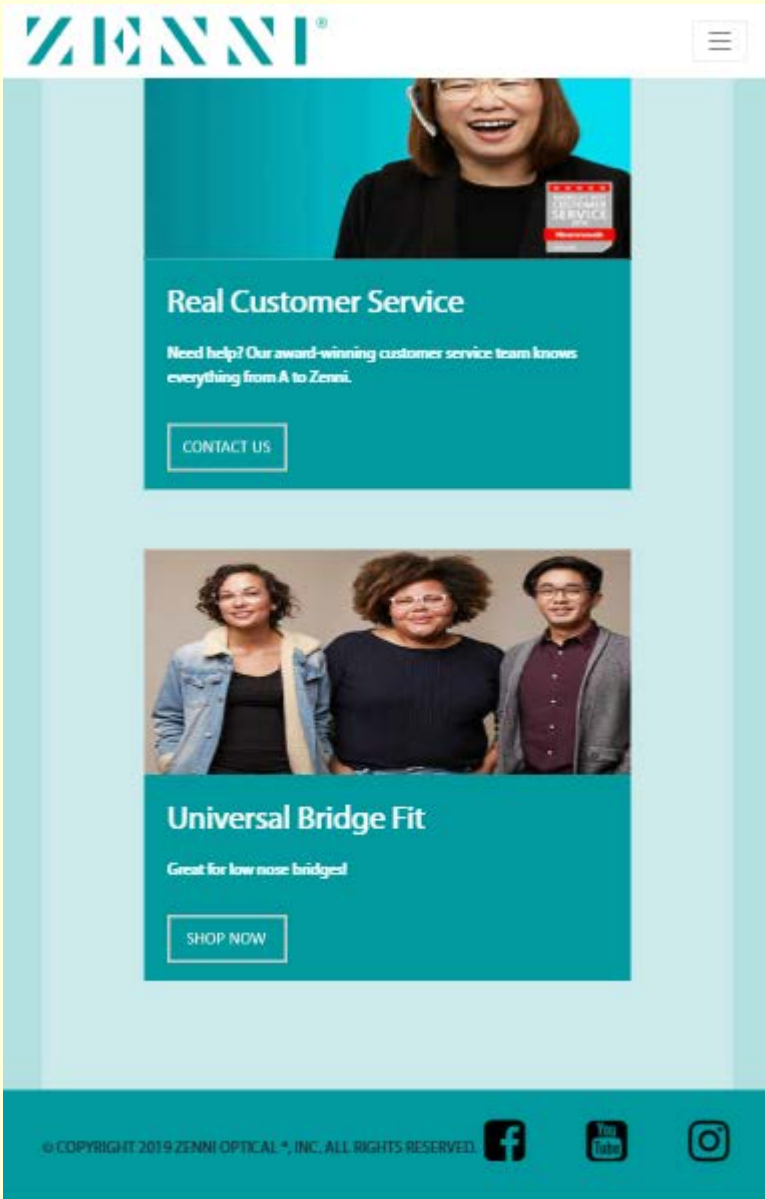 ZENNI®
CUSTOMER
SERVICE
Real Customer Service
Need help? Our award-winning customer service team knows
everything from A to Zenni.
CONTACT US
Universal Bridge Fit
Great for low nose bridges!
SHOP NOW
© COPYRIGHT 2019 ZENNI OPTICAL ®, INC. ALL RIGHTS RESERVED.
You
Tube